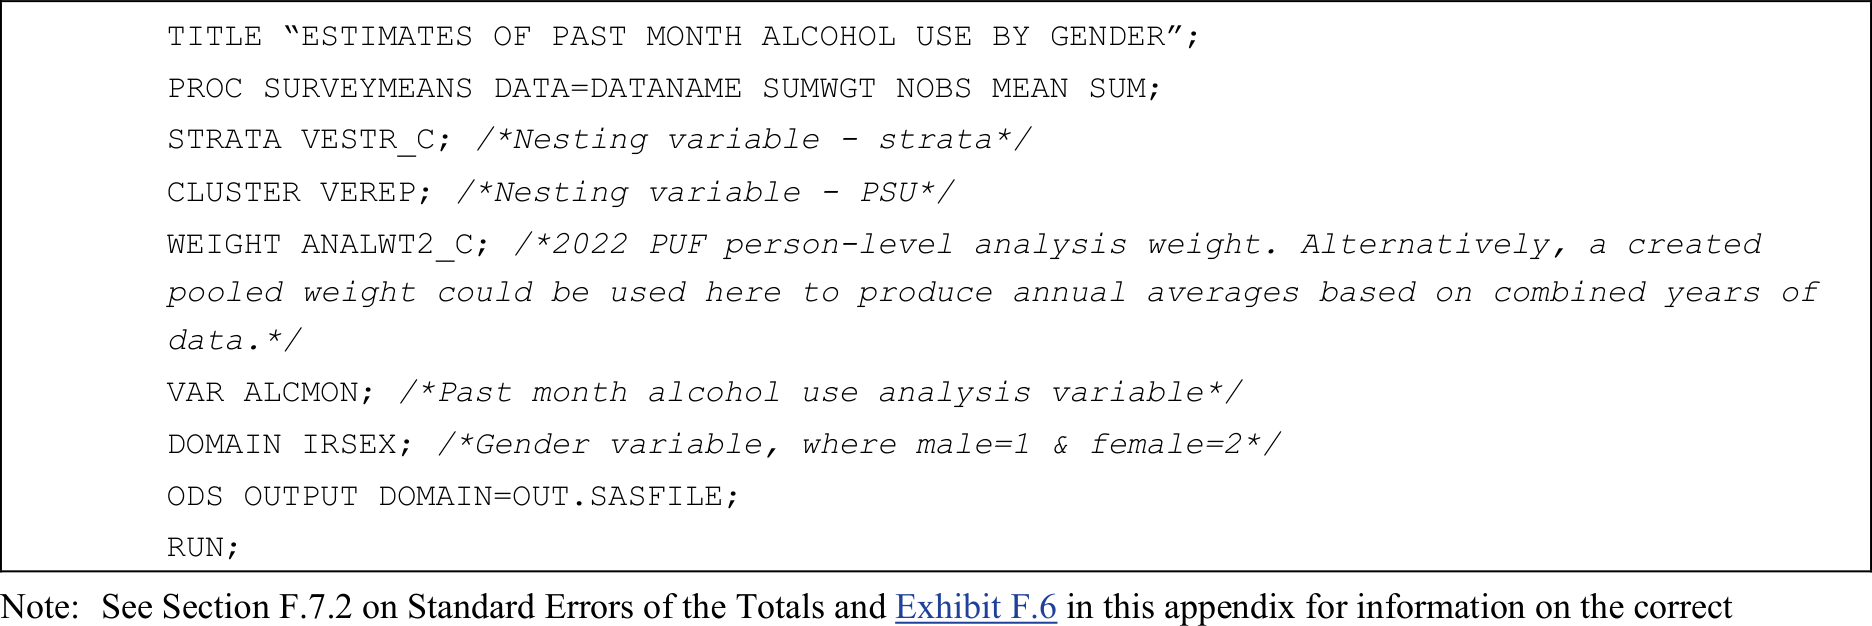 TITLE “ESTIMATES OF PAST MONTH ALCOHOL USE BY GENDER”;
PROC SURVEYMEANS DATA=DATANAME SUMWGT NOBS MEAN SUM;
STRATA VESTR_C; /*Nesting variable - strata*/
CLUSTER VEREP; /*Nesting variable - PSU*/
WEIGHT ANALWT2_C; /*2022 PUF person-level analysis weight. Alternatively, a created
pooled weight could be used here to produce annual averages based on combined years of
data.*/
VAR ALCMON; /*Past month alcohol use analysis variable*/
DOMAIN IRSEX; /*Gender variable, where male=1 & female=2*/
ODS OUTPUT DOMAIN=OUT.SASFILE;
RUN;
Note: See Section F.7.2 on Standard Errors of the Totals and Exhibit F.6 in this appendix for information on the correct